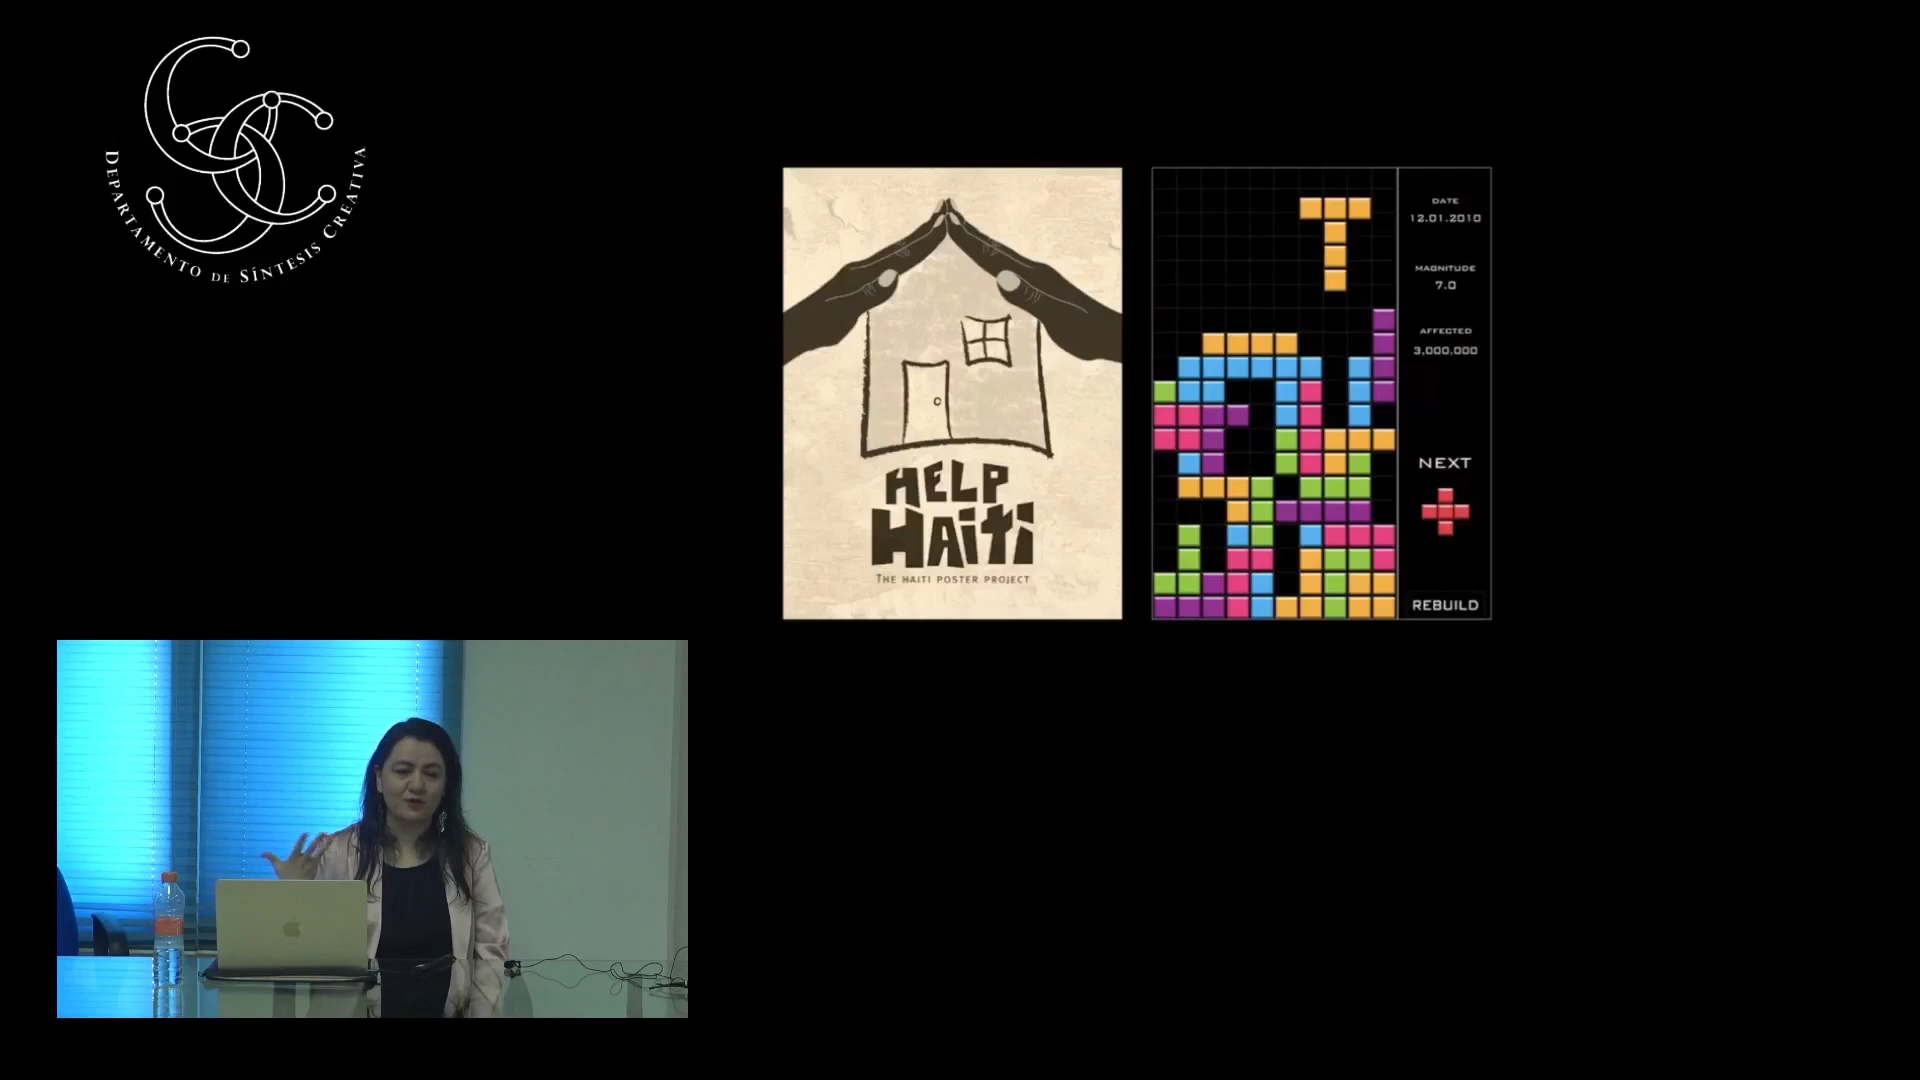 DEPARTAMENTO DE SÍNTESIS CREATIVA
HELP
HAITI
THE HAITI POSTER PROJECT
DATE
12.01.2010
MAGNITUDE
7.0
AFFECTED
3,000,000
NEXT
REBUILD